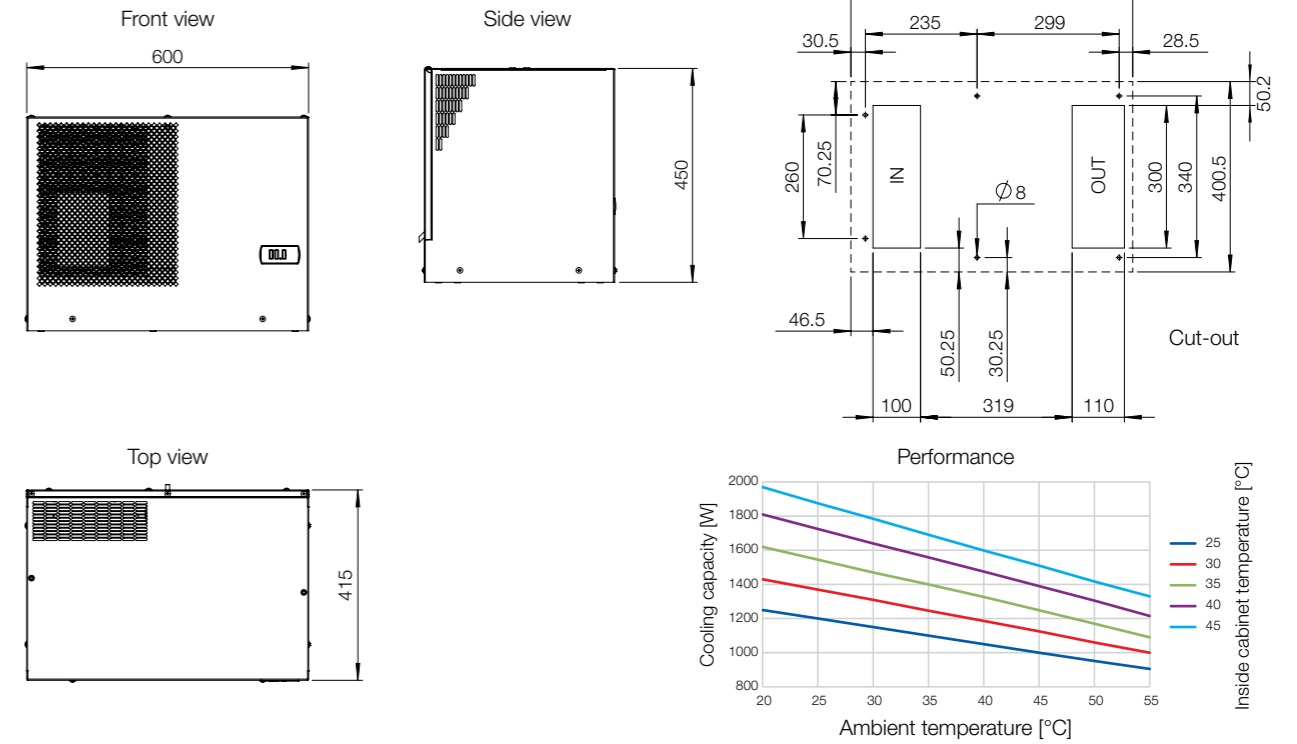 Front view
600
Side view
450
235
299
30.5
28.5
50.2
260
70.25
IN
OUT
Ø 8
300
340
400.5
46.5
50.25
30.25
Cut-out
100
319
110
Top view
415
Performance
Cooling capacity [W]
2000
1800
1600
1400
1200
1000
800
20 25 30 35 40 45 50 55
Ambient temperature [°C]
25
30
35
40
45
Inside cabinet temperature [°C]